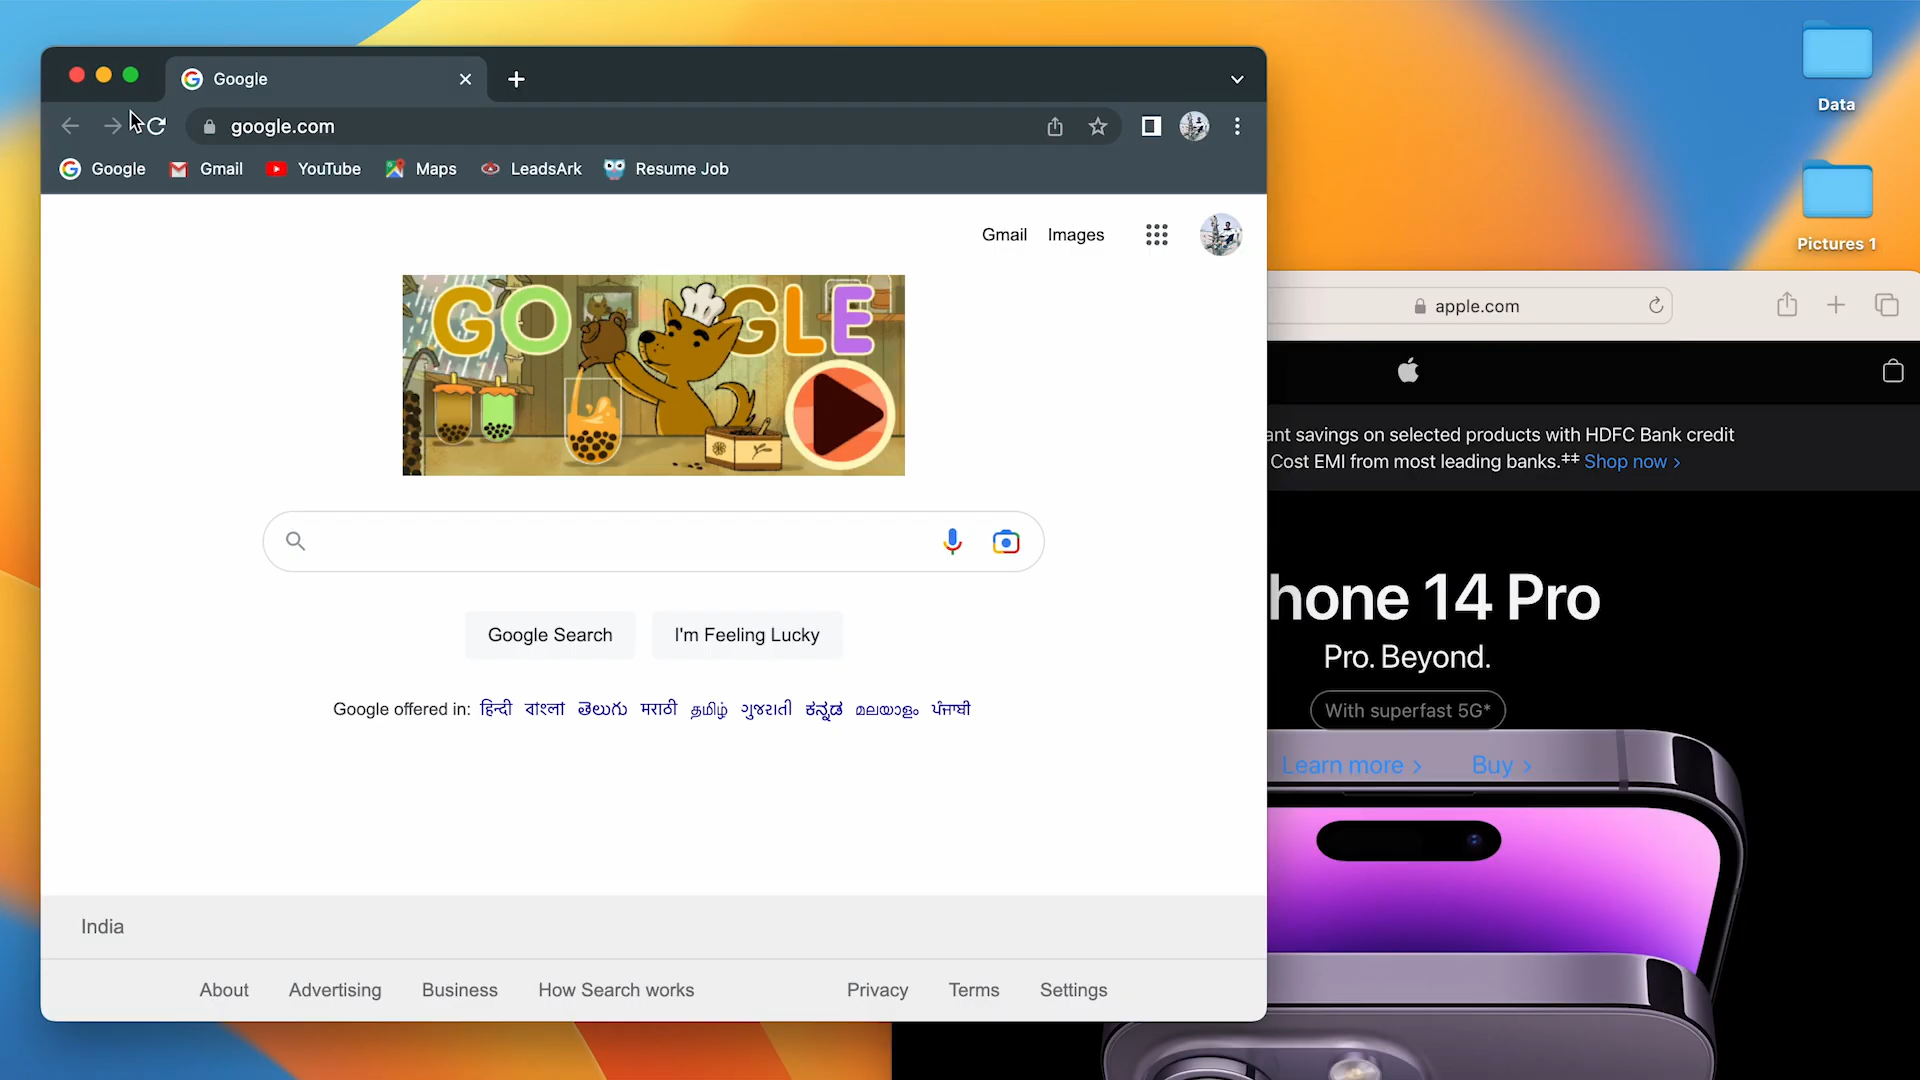 Google
google.com
Google Gmail YouTube Maps LeadsArk Resume Job
Gmail Images
GOOGLE
Google Search I'm Feeling Lucky
Google offered in: हिन्दी বাংলা తెలుగు मराठी தமிழ் ગુજરાતી ಕನ್ನಡ മലയാളം ਪੰਜਾਬੀ
India
About Advertising Business How Search works Privacy Terms Settings
Data
Pictures 1
apple.com
ant savings on selected products with HDFC Bank credit
Cost EMI from most leading banks.‡‡ Shop now ›
hone 14 Pro
Pro. Beyond.
With superfast 5G*
Learn more › Buy ›